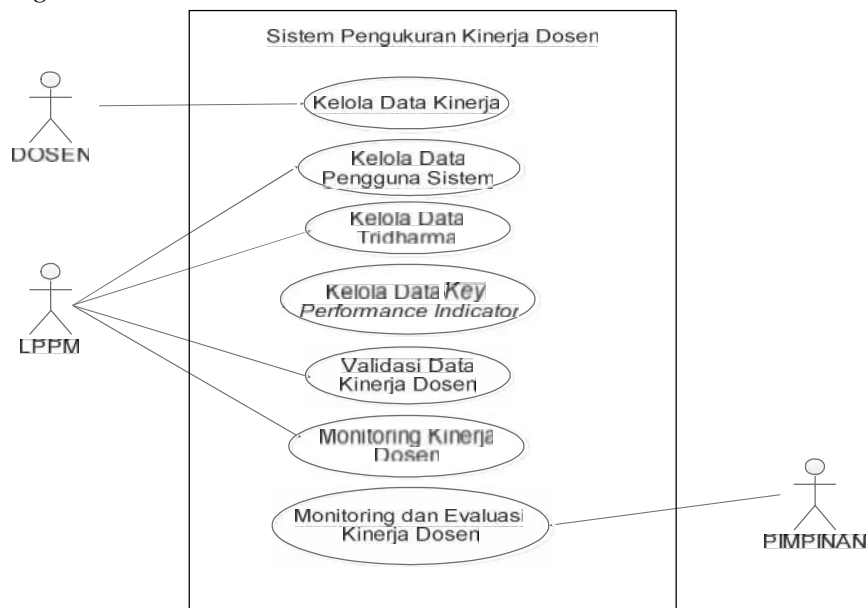 Sistem Pengukuran Kinerja Dosen
Kelola Data Kinerja
DOSEN
Kelola Data
Pengguna Sistem
Kelola Data
Tridharma
Kelola Data Key
Performance Indicator
LPPM
Validasi Data
Kinerja Dosen
Monitoring Kinerja
Dosen
Monitoring dan Evaluasi
Kinerja Dosen
PIMPINAN